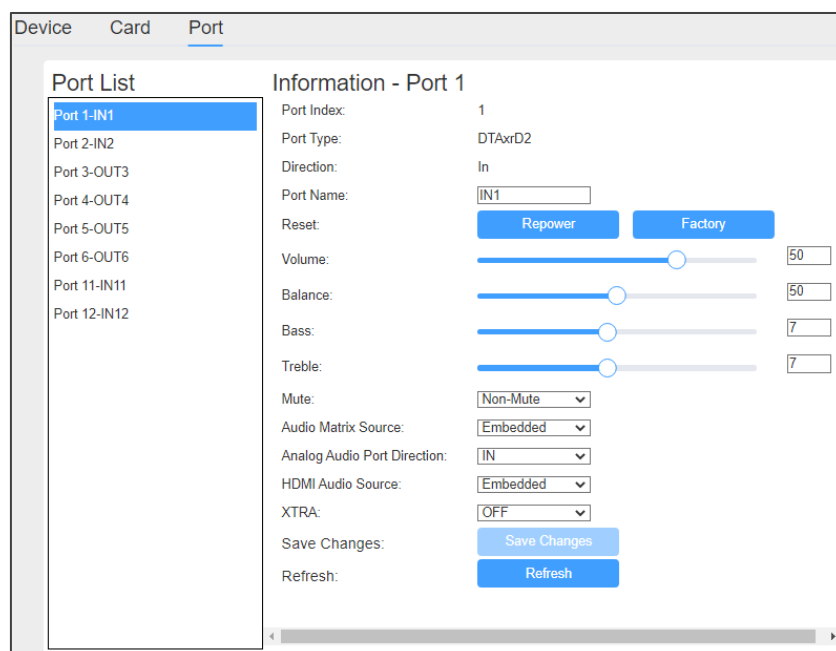 Device Card Port
Port List
Port 1-IN1
Port 2-IN2
Port 3-OUT3
Port 4-OUT4
Port 5-OUT5
Port 6-OUT6
Port 11-IN11
Port 12-IN12
Information - Port 1
Port Index: 1
Port Type: DTAxrD2
Direction: In
Port Name: IN1
Reset: Repower Factory
Volume: 50
Balance: 50
Bass: 7
Treble: 7
Mute: Non-Mute
Audio Matrix Source: Embedded
Analog Audio Port Direction: IN
HDMI Audio Source: Embedded
XTRA: OFF
Save Changes: Save Changes
Refresh: Refresh